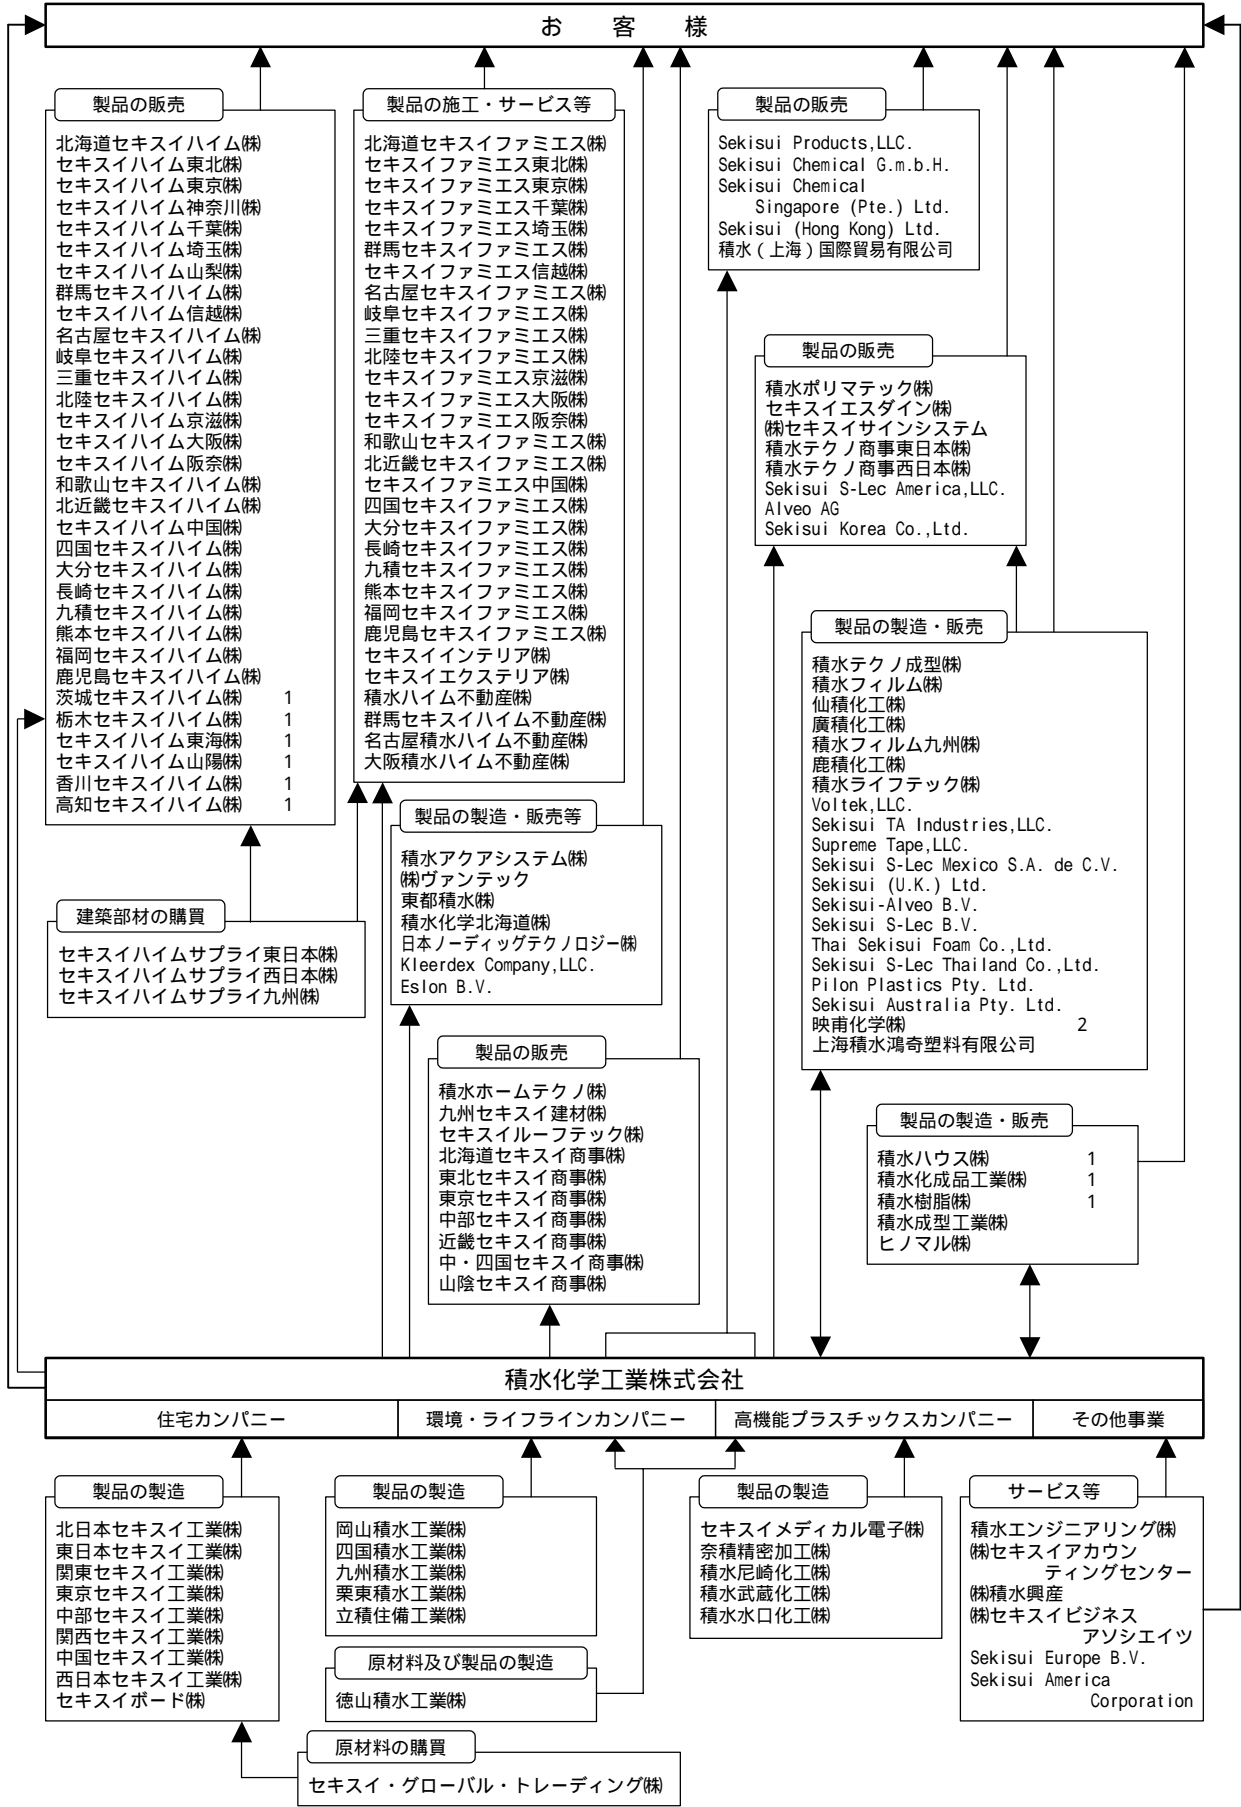 お 客 様
製品の販売
北海道セキスイハイム㈱
セキスイハイム東北㈱
セキスイハイム東京㈱
セキスイハイム神奈川㈱
セキスイハイム千葉㈱
セキスイハイム埼玉㈱
セキスイハイム山梨㈱
群馬セキスイハイム㈱
セキスイハイム信越㈱
名古屋セキスイハイム㈱
岐阜セキスイハイム㈱
三重セキスイハイム㈱
北陸セキスイハイム㈱
セキスイハイム京滋㈱
セキスイハイム大阪㈱
セキスイハイム阪奈㈱
和歌山セキスイハイム㈱
北近畿セキスイハイム㈱
セキスイハイム中国㈱
四国セキスイハイム㈱
大分セキスイハイム㈱
長崎セキスイハイム㈱
九積セキスイハイム㈱
熊本セキスイハイム㈱
福岡セキスイハイム㈱
鹿児島セキスイハイム㈱
茨城セキスイハイム㈱ 1
栃木セキスイハイム㈱ 1
セキスイハイム東海㈱ 1
セキスイハイム山陽㈱ 1
香川セキスイハイム㈱ 1
高知セキスイハイム㈱ 1
建築部材の購買
セキスイハイムサプライ東日本㈱
セキスイハイムサプライ西日本㈱
セキスイハイムサプライ九州㈱
製品の施工・サービス等
北海道セキスイファミエス㈱
セキスイファミエス東北㈱
セキスイファミエス東京㈱
セキスイファミエス千葉㈱
セキスイファミエス埼玉㈱
群馬セキスイファミエス㈱
セキスイファミエス信越㈱
名古屋セキスイファミエス㈱
岐阜セキスイファミエス㈱
三重セキスイファミエス㈱
北陸セキスイファミエス㈱
セキスイファミエス京滋㈱
セキスイファミエス大阪㈱
セキスイファミエス阪奈㈱
和歌山セキスイファミエス㈱
北近畿セキスイファミエス㈱
セキスイファミエス中国㈱
四国セキスイファミエス㈱
大分セキスイファミエス㈱
長崎セキスイファミエス㈱
九積セキスイファミエス㈱
熊本セキスイファミエス㈱
福岡セキスイファミエス㈱
鹿児島セキスイファミエス㈱
セキスイインテリア㈱
セキスイエクステリア㈱
積水ハイム不動産㈱
群馬セキスイハイム不動産㈱
名古屋積水ハイム不動産㈱
大阪積水ハイム不動産㈱
製品の製造・販売等
積水アクアシステム㈱
㈱ヴァンテック
東都積水㈱
積水化学北海道㈱
日本ノーディッグテクノロジー㈱
Kleerdex Company,LLC.
Eslon B.V.
製品の販売
積水ホームテクノ㈱
九州セキスイ建材㈱
セキスイルーフテック㈱
北海道セキスイ商事㈱
東北セキスイ商事㈱
東京セキスイ商事㈱
中部セキスイ商事㈱
近畿セキスイ商事㈱
中・四国セキスイ商事㈱
山陰セキスイ商事㈱
製品の販売
Sekisui Products,LLC.
Sekisui Chemical G.m.b.H.
Sekisui Chemical
Singapore (Pte.) Ltd.
Sekisui (Hong Kong) Ltd.
積水（上海）国際貿易有限公司
製品の販売
積水ポリマテック㈱
セキスイエスダイン㈱
㈱セキスイサインシステム
積水テクノ商事東日本㈱
積水テクノ商事西日本㈱
Sekisui S-Lec America,LLC.
Alveo AG
Sekisui Korea Co.,Ltd.
製品の製造・販売
積水テクノ成型㈱
積水フィルム㈱
仙積化工㈱
廣積化工㈱
積水フィルム九州㈱
鹿積化工㈱
積水ライフテック㈱
Voltek,LLC.
Sekisui TA Industries,LLC.
Supreme Tape,LLC.
Sekisui S-Lec Mexico S.A. de C.V.
Sekisui (U.K.) Ltd.
Sekisui-Alveo B.V.
Sekisui S-Lec B.V.
Thai Sekisui Foam Co.,Ltd.
Sekisui S-Lec Thailand Co.,Ltd.
Pilon Plastics Pty. Ltd.
Sekisui Australia Pty. Ltd.
映甫化学㈱ 2
上海積水鴻奇塑料有限公司
製品の製造・販売
積水ハウス㈱ 1
積水化成品工業㈱ 1
積水樹脂㈱ 1
積水成型工業㈱
ヒノマル㈱
積水化学工業株式会社
住宅カンパニー
環境・ライフラインカンパニー
高機能プラスチックスカンパニー
その他事業
製品の製造
北日本セキスイ工業㈱
東日本セキスイ工業㈱
関東セキスイ工業㈱
東京セキスイ工業㈱
中部セキスイ工業㈱
関西セキスイ工業㈱
中国セキスイ工業㈱
西日本セキスイ工業㈱
セキスイボード㈱
製品の製造
岡山積水工業㈱
四国積水工業㈱
九州積水工業㈱
栗東積水工業㈱
立積住備工業㈱
原材料及び製品の製造
徳山積水工業㈱
原材料の購買
セキスイ・グローバル・トレーディング㈱
製品の製造
セキスイメディカル電子㈱
奈積精密加工㈱
積水尼崎化工㈱
積水武蔵化工㈱
積水水口化工㈱
サービス等
積水エンジニアリング㈱
㈱セキスイアカウン
ティングセンター
㈱積水興産
㈱セキスイビジネス
アソシエイツ
Sekisui Europe B.V.
Sekisui America
Corporation